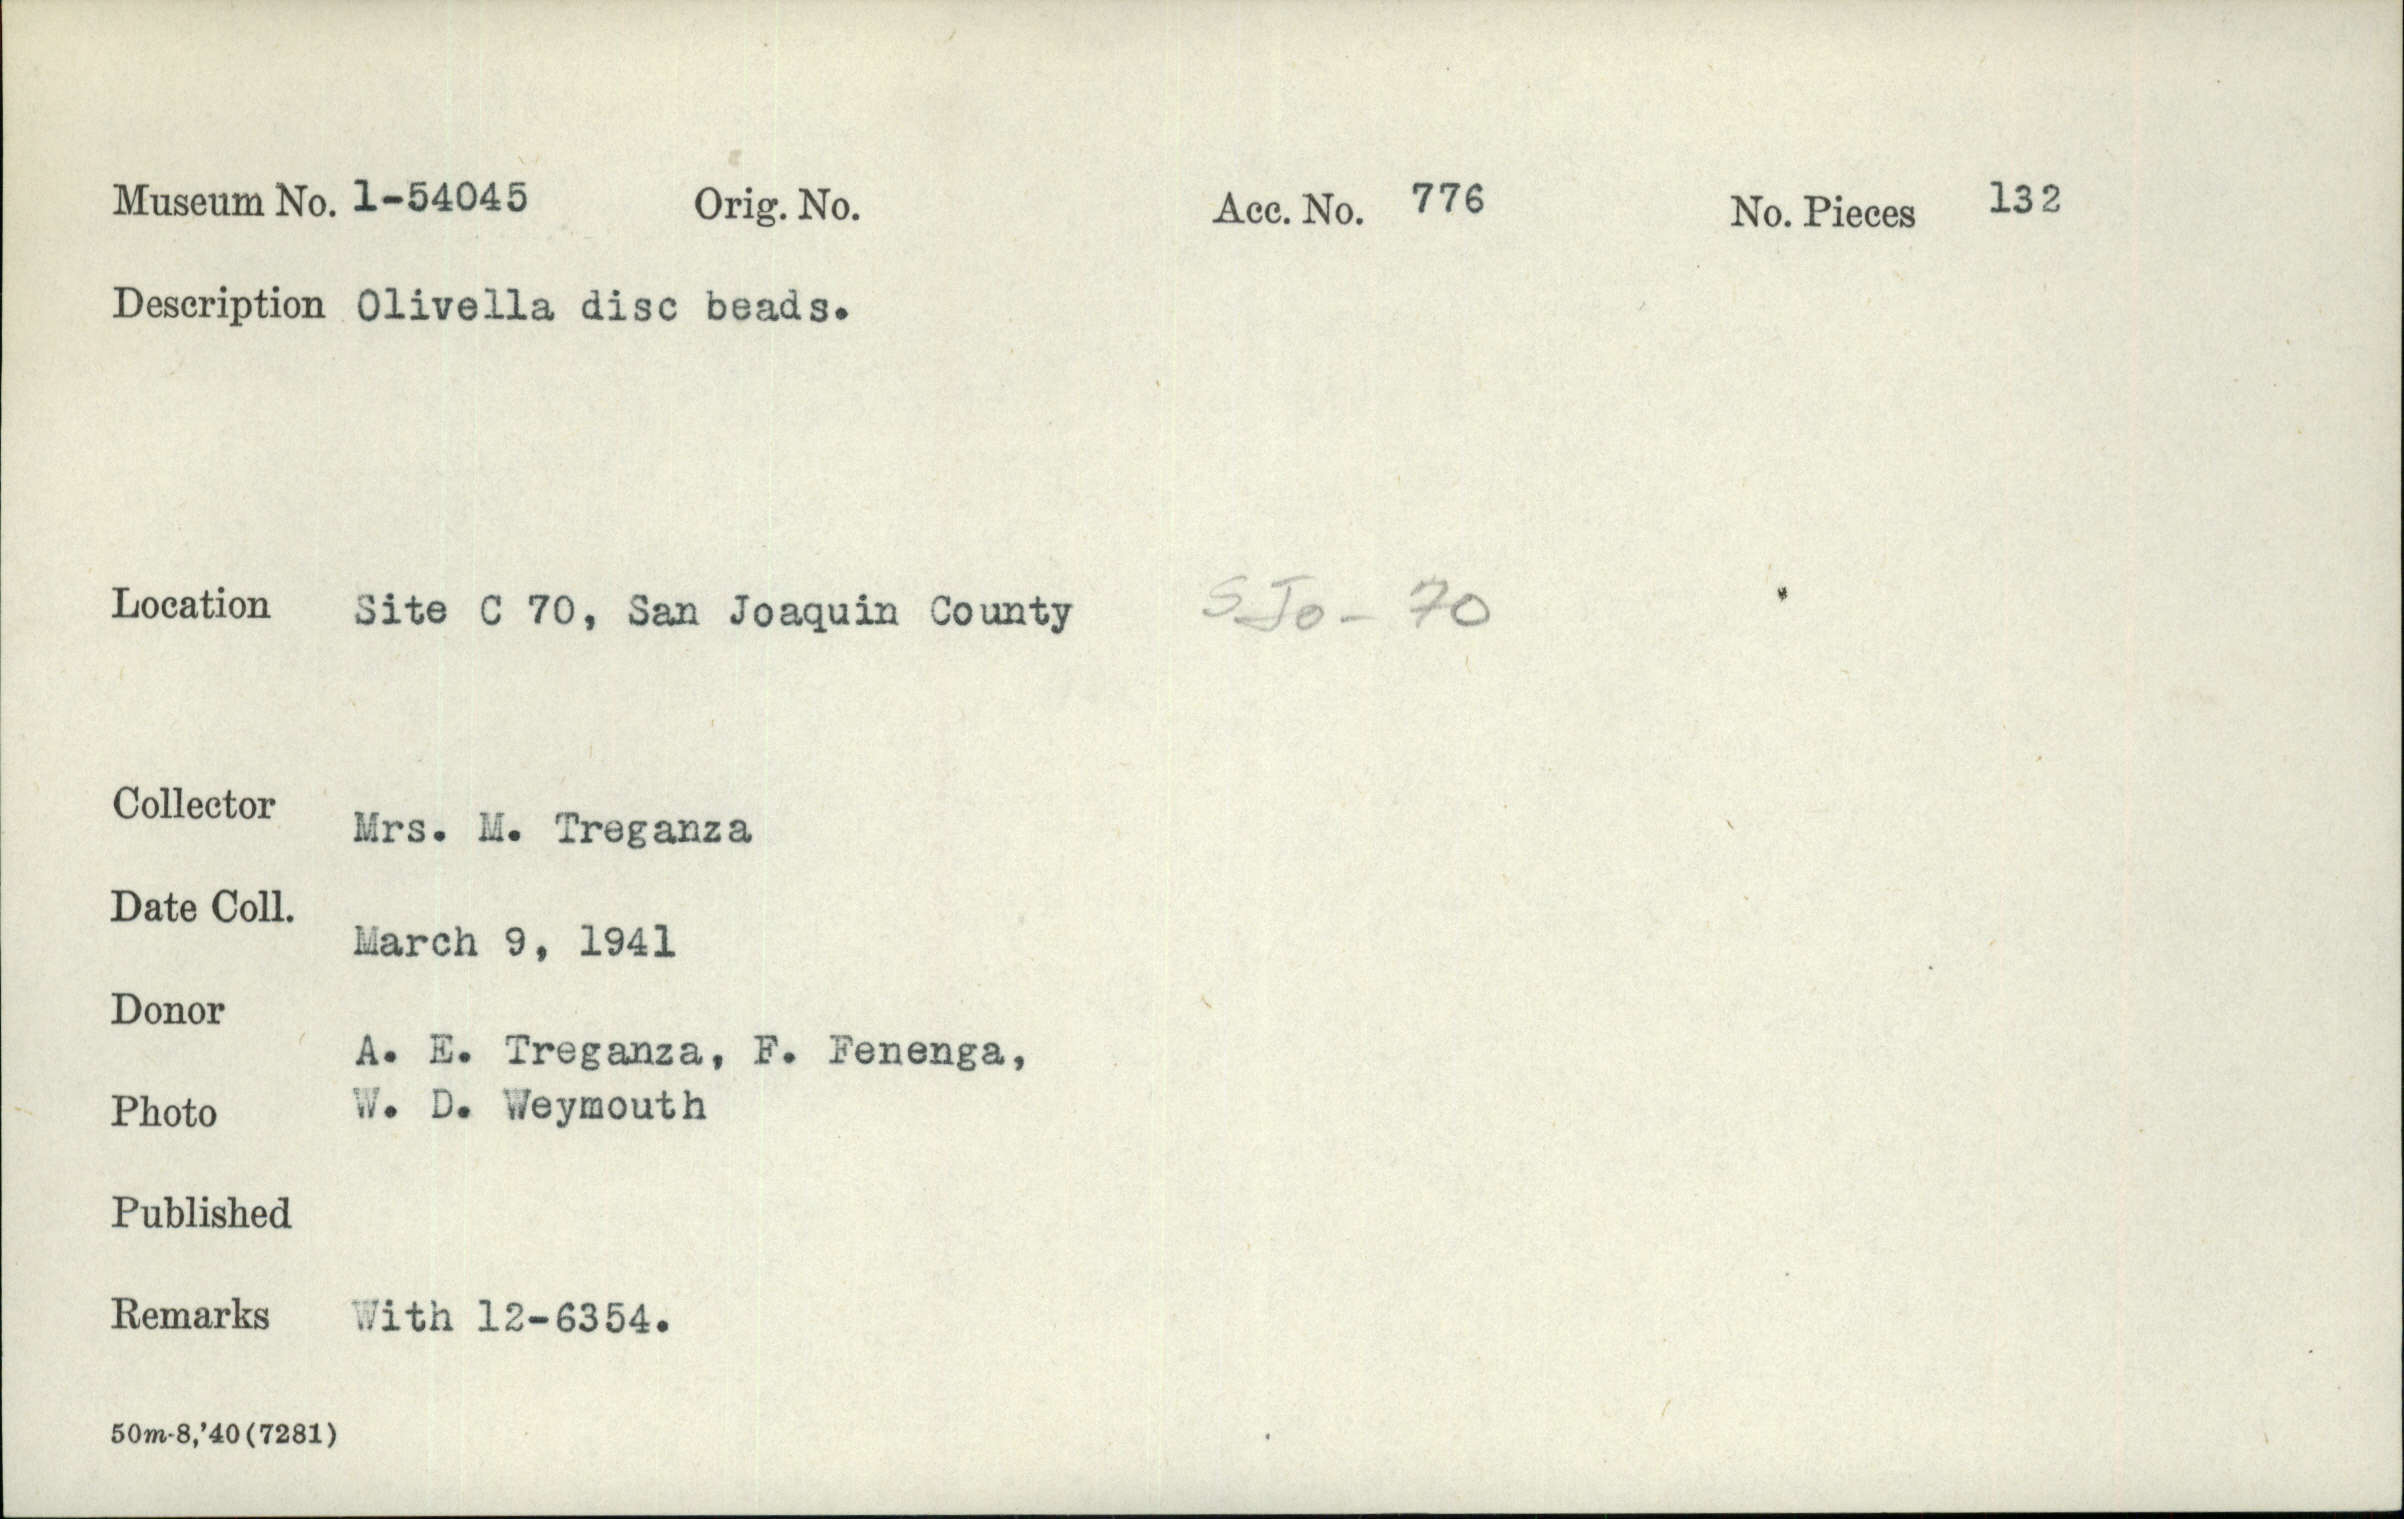 Museum No. 1-54045 Orig. No. Acc. No. 776 No. Pieces 132
Description Olivella disc beads.
Location Site C 70, San Joaquin County SJo- 70
Collector Mrs. M. Treganza
Date Coll. March 9, 1941
Donor A. E. Treganza, F. Fenenga,
Photo W. D. Weymouth
Published
Remarks With 12-6354.
50m-8,'40(7281)